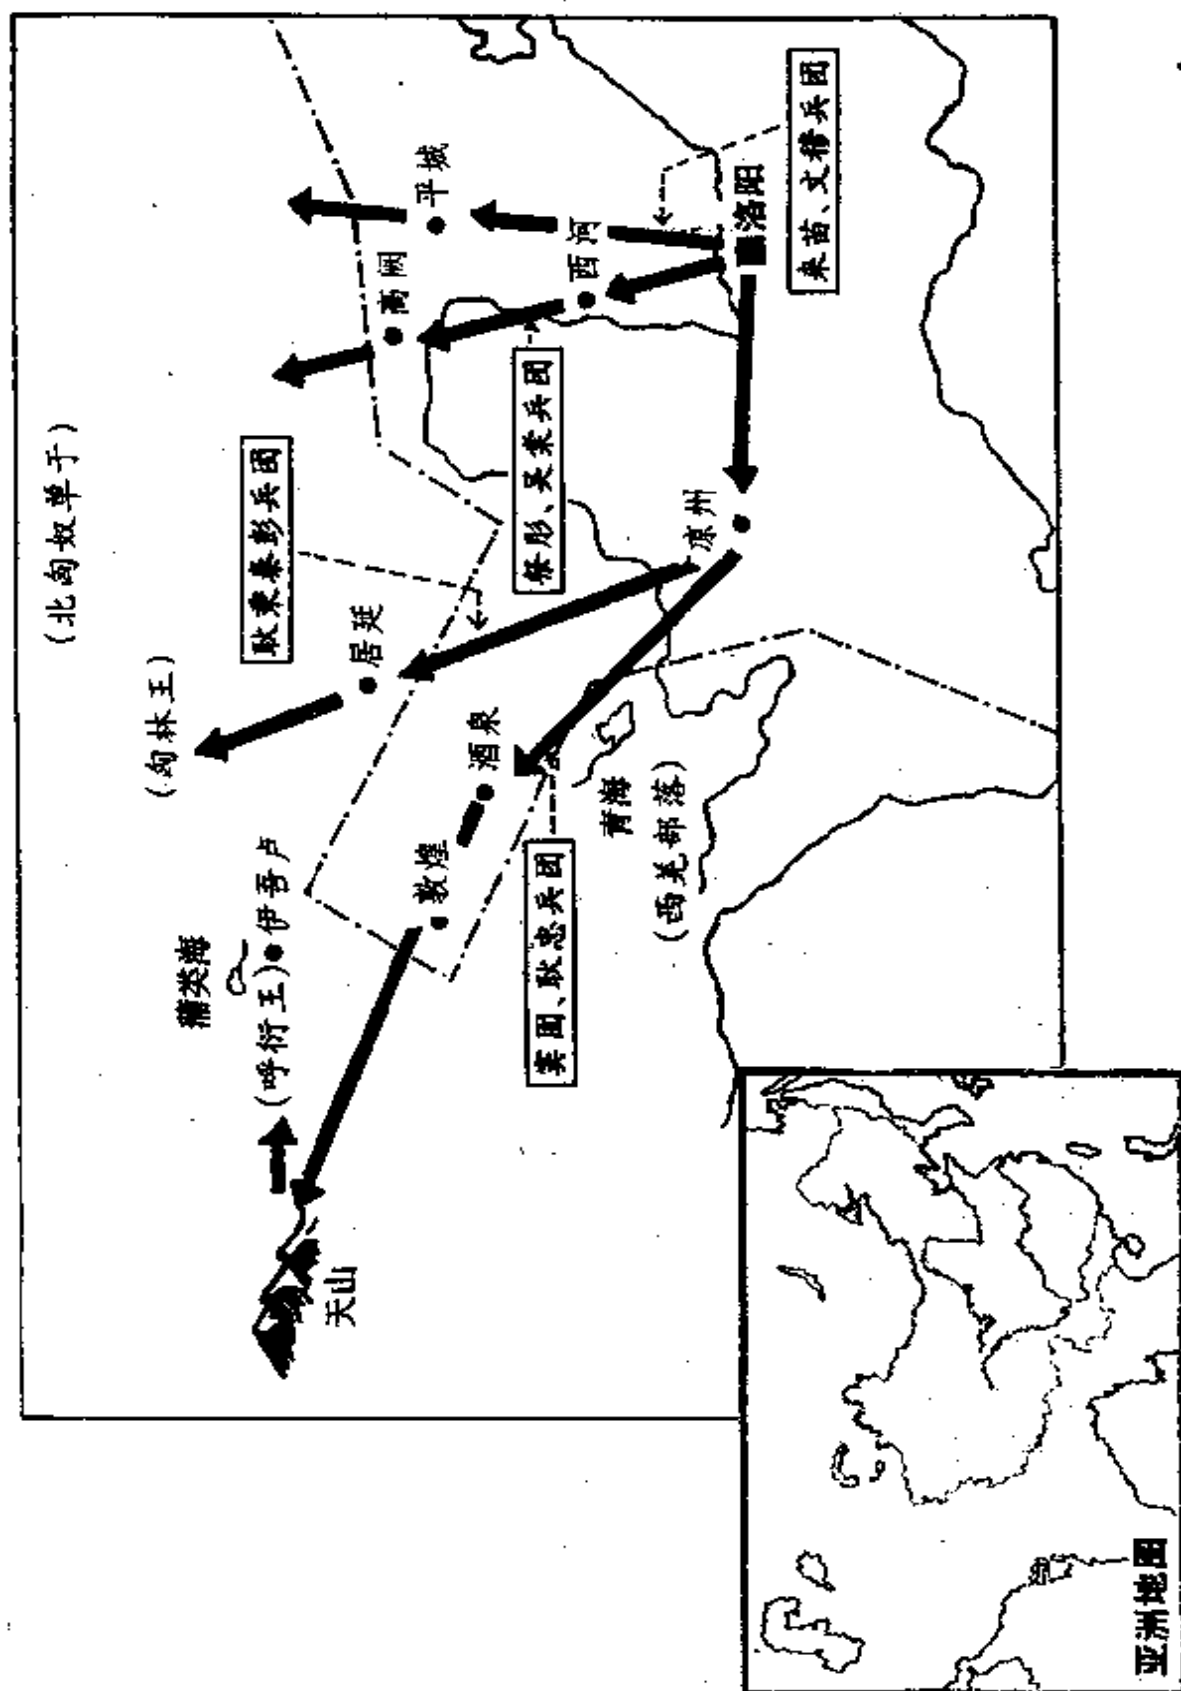 (北匈奴单于)
(匈林王)
耿秉秦彭兵團
居延
高阙
平城
蒲类海
(呼衍王)
伊吾卢
天山
敦煌
酒泉
祭肜、吴棠兵团
西河
来苗、文穆兵团
洛阳
凉州
窦固、耿忠兵团
青海
(西羌部落)
亚洲地图